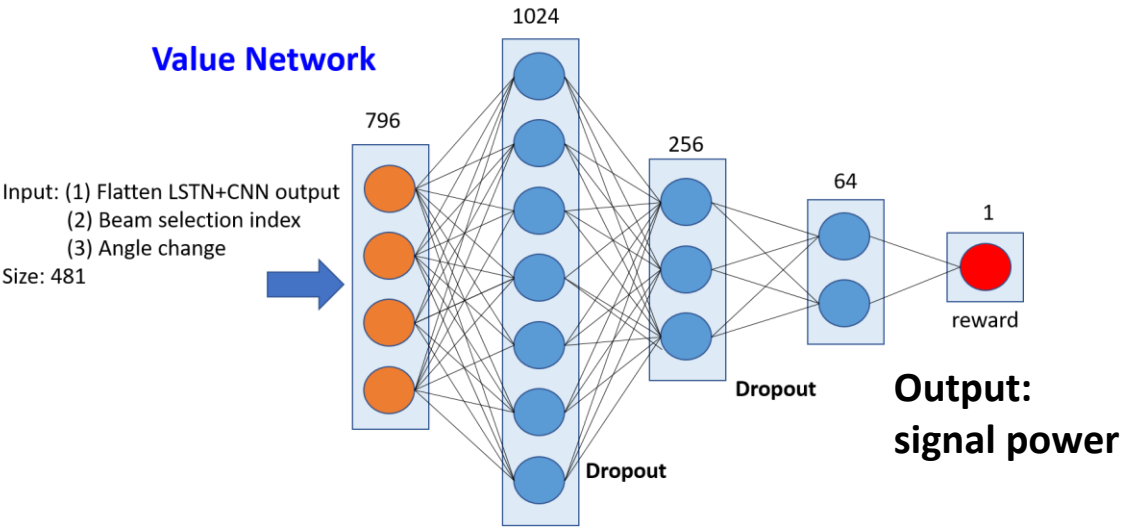 1024
Value Network
796
256
64
1
Input: (1) Flatten LSTN+CNN output
(2) Beam selection index
(3) Angle change
Size: 481
reward
Dropout
Output:
signal power
Dropout